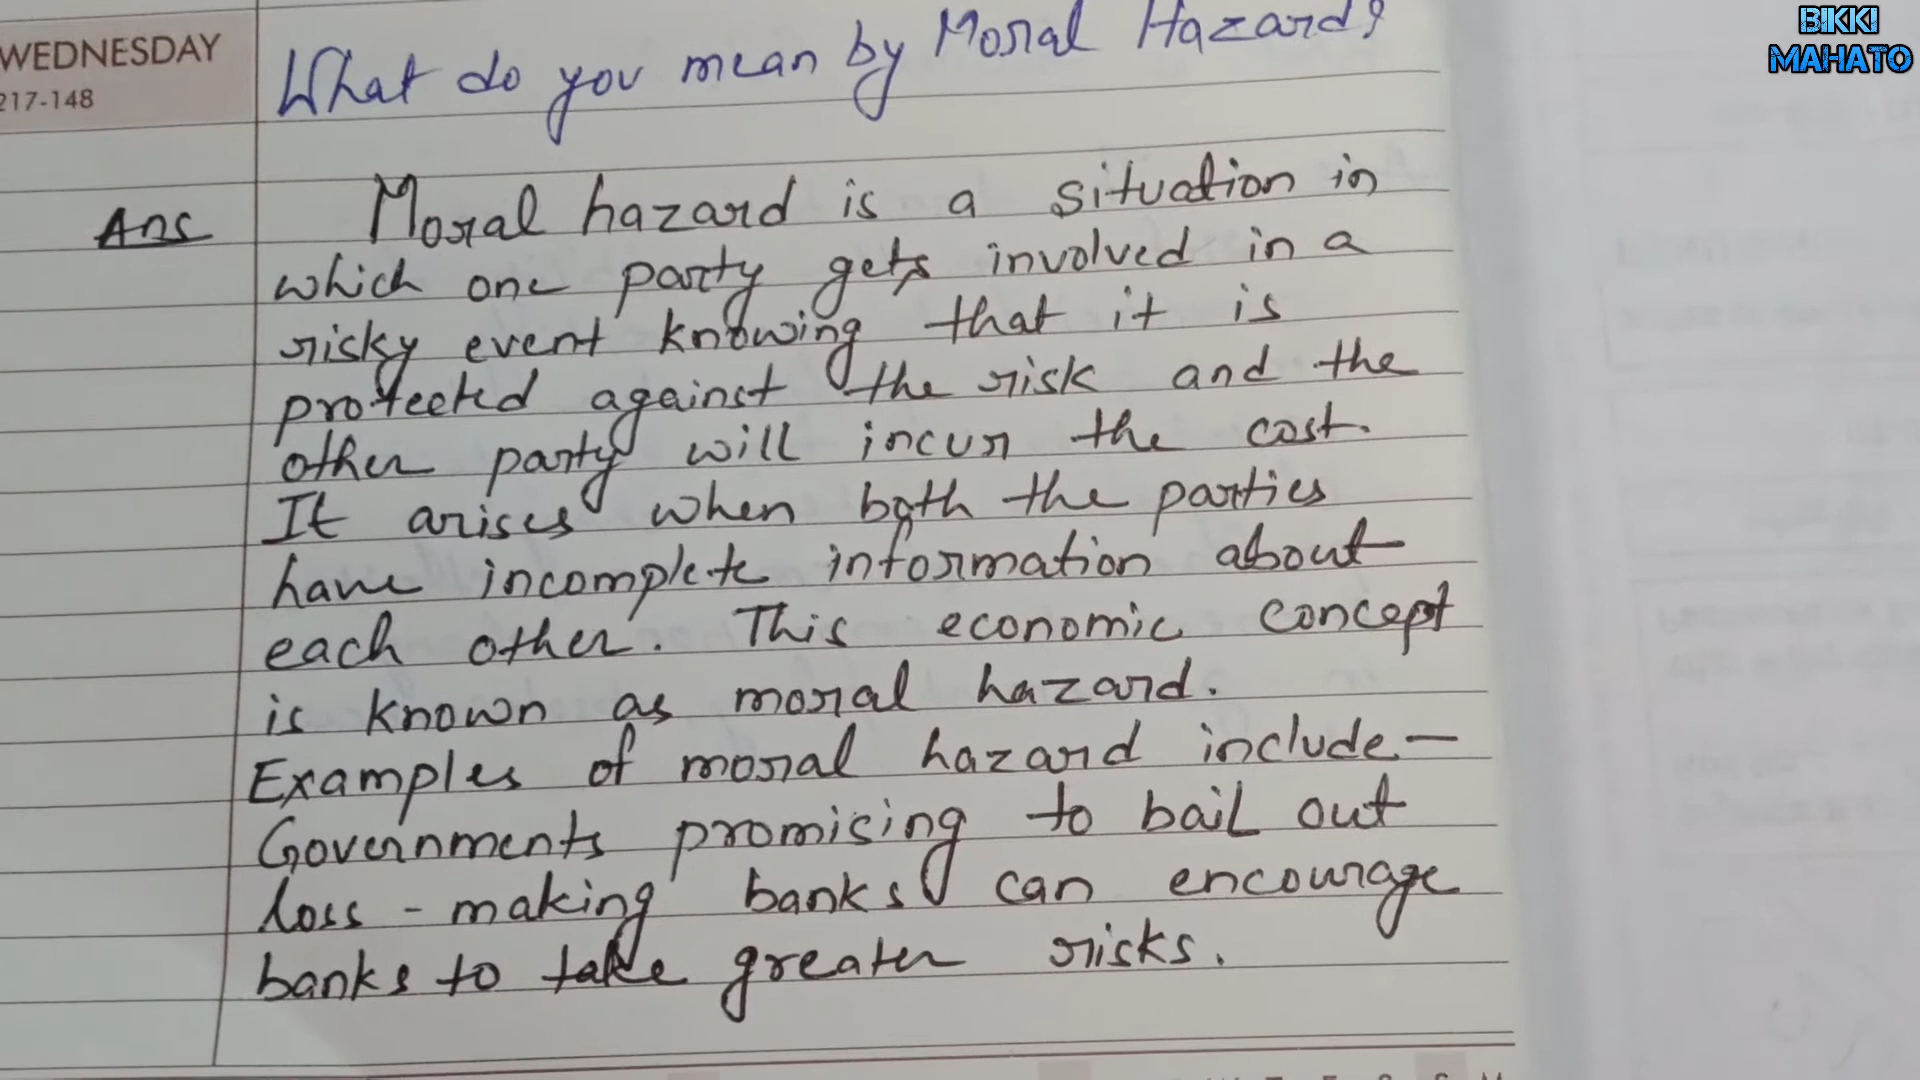 BIKKI
MAHATO
WEDNESDAY
217-148
What do you mean by Moral Hazard?
Ans
Moral hazard is a situation in
which one party gets involved in a
risky event knowing that it is
protected against the risk and the
other party will incur the cost.
It arises when both the parties
have incomplete information about
each other. This economic concept
is known as moral hazard.
Examples of moral hazard include—
Governments promising to bail out
loss-making banks can encourage
banks to take greater risks.